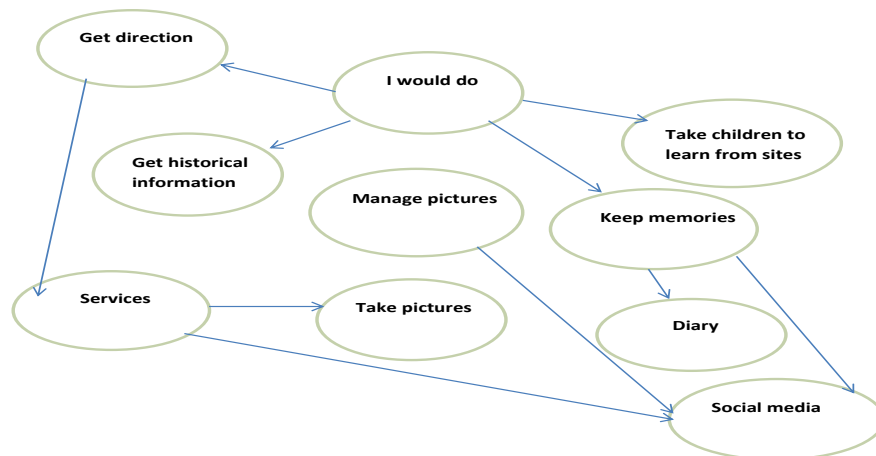 Get direction
I would do
Take children to
learn from sites
Get historical
information
Manage pictures
Keep memories
Services
Take pictures
Diary
Social media